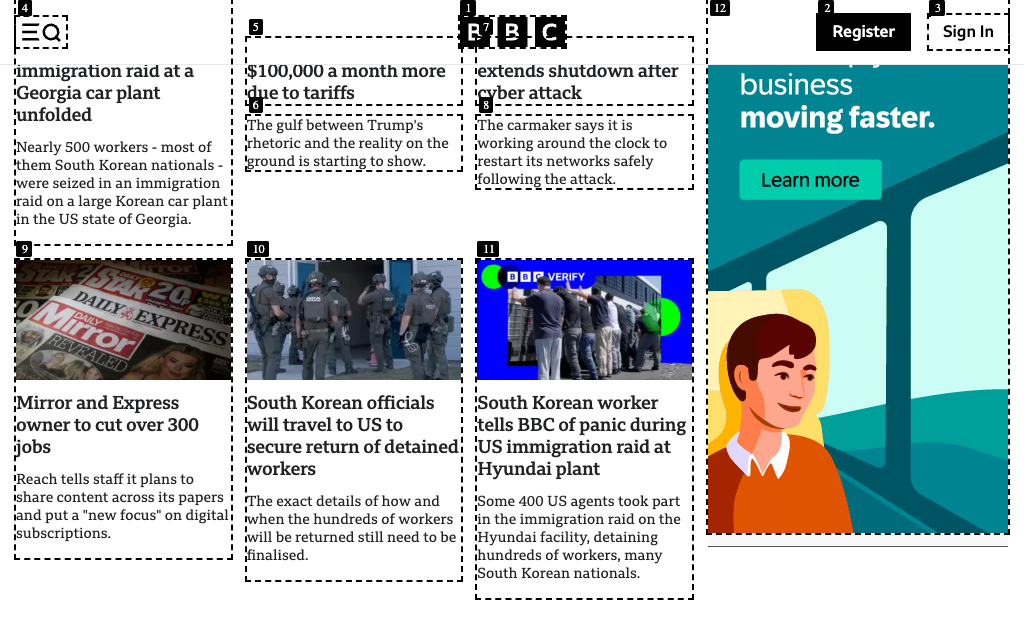 4
1
12
2
3
5
7
BBC
Register
Sign In
immigration raid at a
Georgia car plant
unfolded
Nearly 500 workers - most of
them South Korean nationals -
were seized in an immigration
raid on a large Korean car plant
in the US state of Georgia.
$100,000 a month more
due to tariffs
6
The gulf between Trump's
rhetoric and the reality on the
ground is starting to show.
extends shutdown after
cyber attack
8
The carmaker says it is
working around the clock to
restart its networks safely
following the attack.
business
moving faster.
Learn more
9
STAR
20p
DAILY EXPRESS
DAILY
Mirror
REVEALED
Mirror and Express
owner to cut over 300
jobs
Reach tells staff it plans to
share content across its papers
and put a "new focus" on digital
subscriptions.
10
South Korean officials
will travel to US to
secure return of detained
workers
The exact details of how and
when the hundreds of workers
will be returned still need to be
finalised.
11
BBC VERIFY
South Korean worker
tells BBC of panic during
US immigration raid at
Hyundai plant
Some 400 US agents took part
in the immigration raid on the
Hyundai facility, detaining
hundreds of workers, many
South Korean nationals.